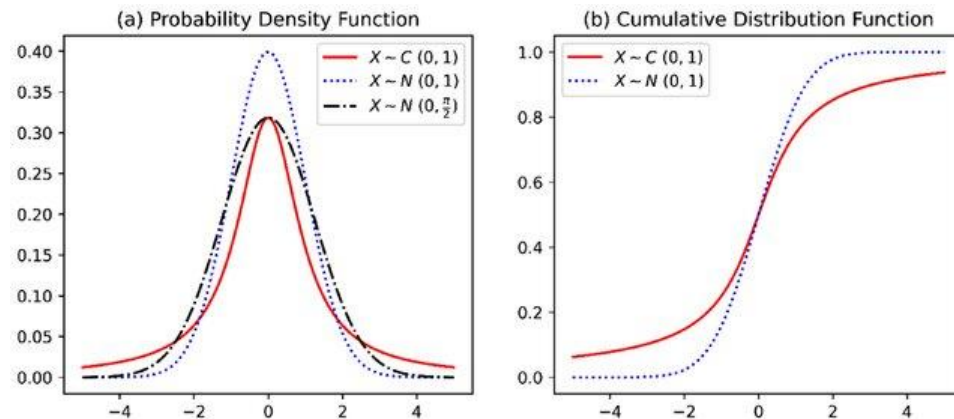 (a) Probability Density Function
0.40
0.35
0.30
0.25
0.20
0.15
0.10
0.05
0.00
−4 −2 0 2 4
X ~ C (0, 1)
X ~ N (0, 1)
X ~ N (0, π/2)
(b) Cumulative Distribution Function
1.0
0.8
0.6
0.4
0.2
0.0
−4 −2 0 2 4
X ~ C (0, 1)
X ~ N (0, 1)